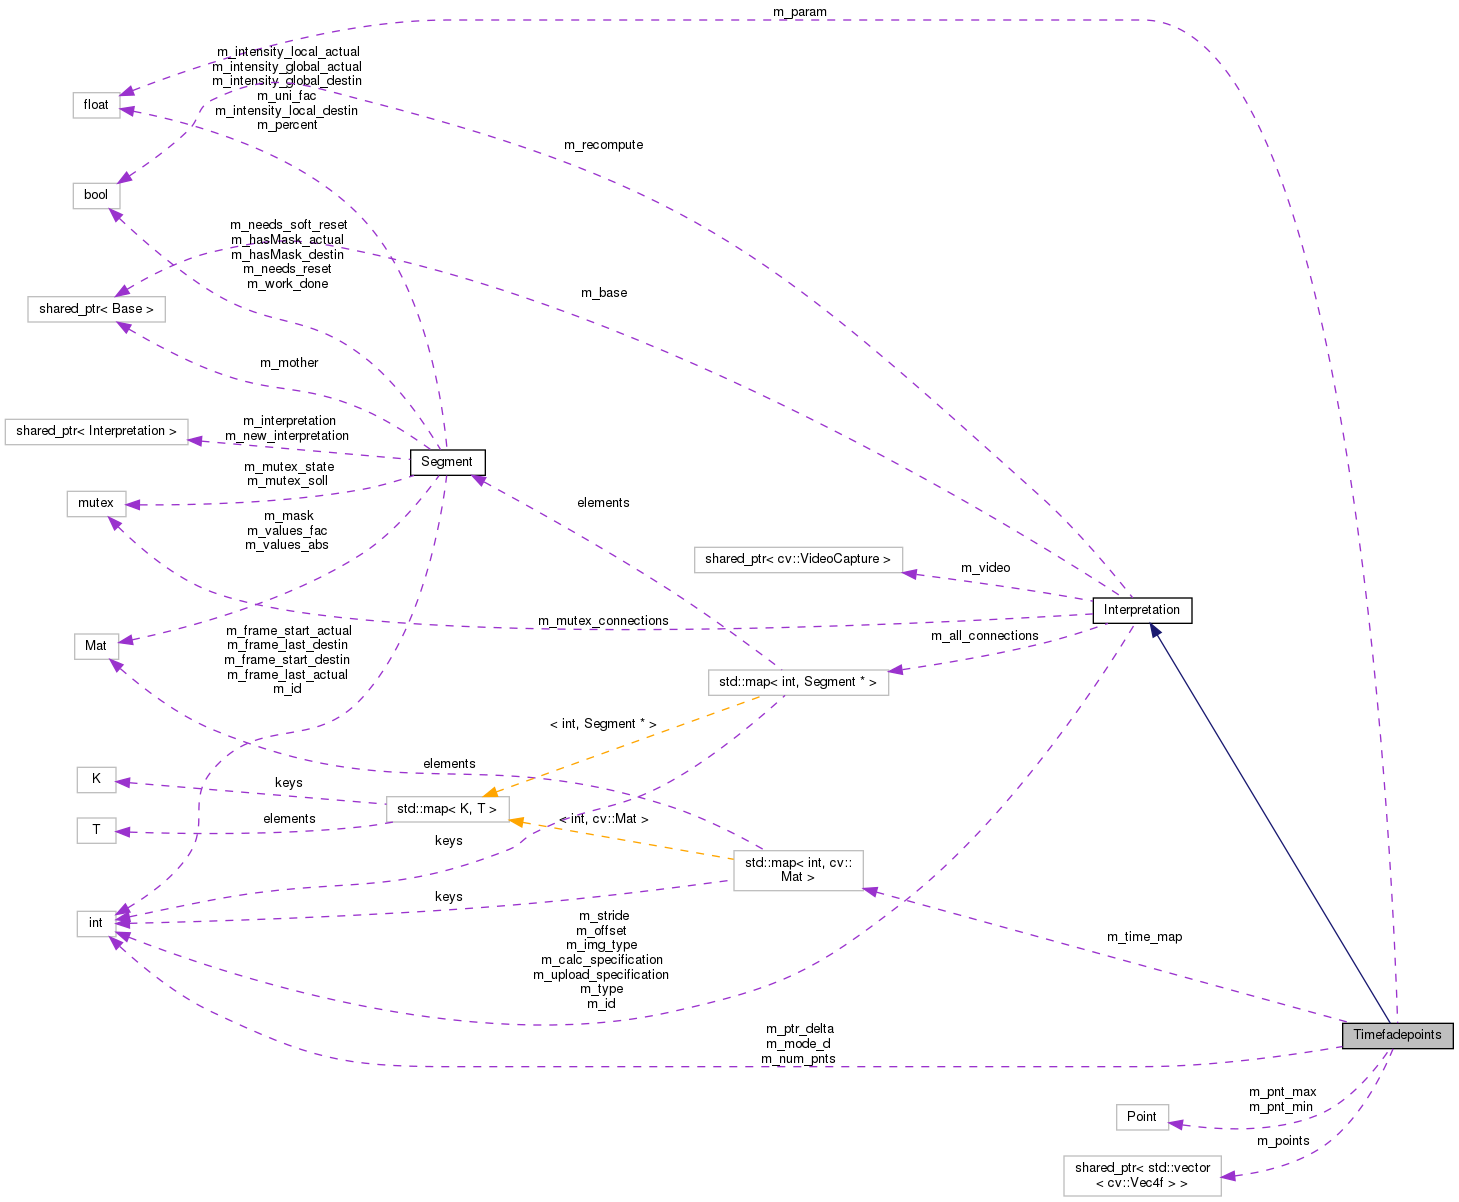 m_param
m_intensity_local_actual
m_intensity_global_actual
m_intensity_global_destin
m_uni_fac
m_intensity_local_destin
m_percent
float
m_recompute
bool
m_needs_soft_reset
m_hasMask_actual
m_hasMask_destin
m_needs_reset
m_work_done
m_base
shared_ptr< Base >
m_mother
m_interpretation
m_new_interpretation
shared_ptr< Interpretation >
Segment
m_mutex_state
m_mutex_soll
mutex
elements
m_mask
m_values_fac
m_values_abs
shared_ptr< cv::VideoCapture >
m_video
Interpretation
m_mutex_connections
m_all_connections
Mat
m_frame_start_actual
m_frame_last_destin
m_frame_start_destin
m_frame_last_actual
m_id
std::map< int, Segment * >
< int, Segment * >
elements
K
keys
std::map< K, T >
T
elements
< int, cv::Mat >
keys
std::map< int, cv::
Mat >
keys
int
m_stride
m_offset
m_img_type
m_calc_specification
m_upload_specification
m_type
m_id
m_time_map
m_ptr_delta
m_mode_d
m_num_pnts
Timefadepoints
m_pnt_max
m_pnt_min
Point
m_points
shared_ptr< std::vector
< cv::Vec4f > >